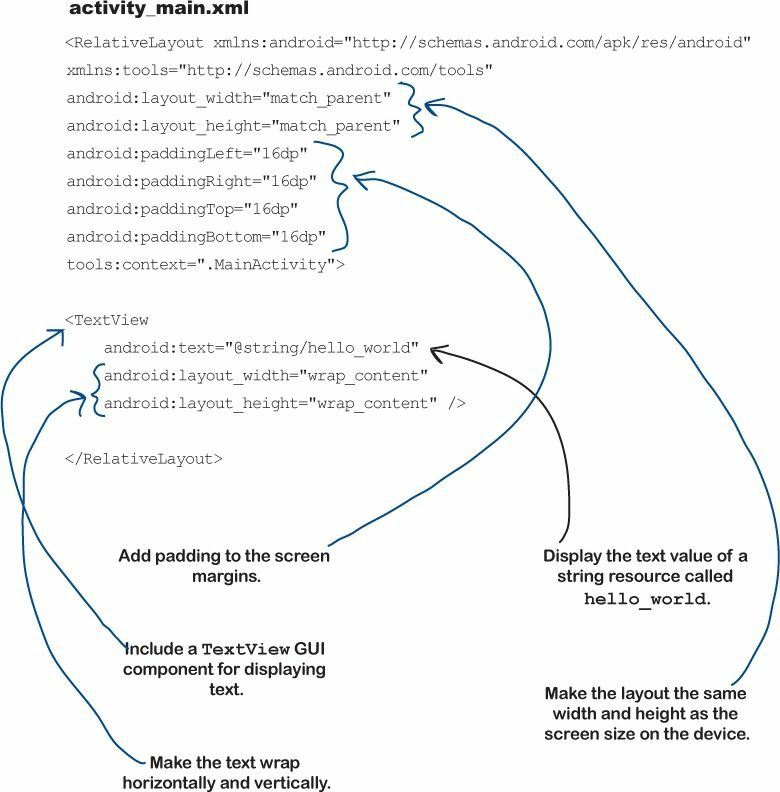 activity_main.xml
<RelativeLayout xmlns:android="http://schemas.android.com/apk/res/android"
xmlns:tools="http://schemas.android.com/tools"
android:layout_width="match_parent"
android:layout_height="match_parent"
android:paddingLeft="16dp"
android:paddingRight="16dp"
android:paddingTop="16dp"
android:paddingBottom="16dp"
tools:context=".MainActivity">
<TextView
android:text="@string/hello_world"
android:layout_width="wrap_content"
android:layout_height="wrap_content" />
</RelativeLayout>
Add padding to the screen
margins.
Display the text value of a
string resource called
hello_world.
Include a TextView GUI
component for displaying
text.
Make the layout the same
width and height as the
screen size on the device.
Make the text wrap
horizontally and vertically.